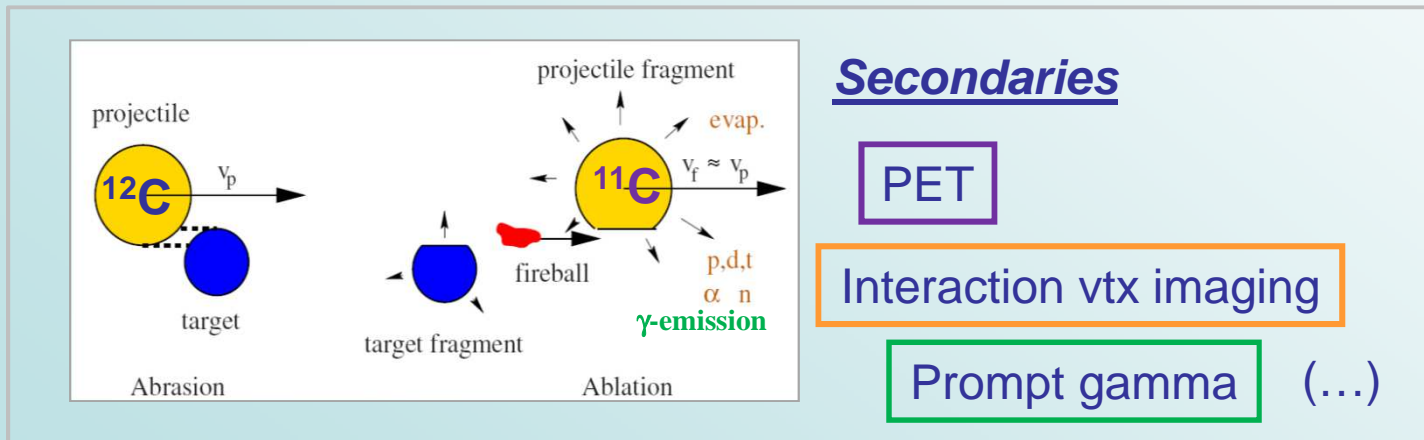 projectile
¹²C
vₚ
target
Abrasion
projectile fragment
evap.
¹¹C
v_f ≈ vₚ
fireball
p,d,t
α n
γ-emission
target fragment
Ablation
Secondaries
PET
Interaction vtx imaging
Prompt gamma (...)